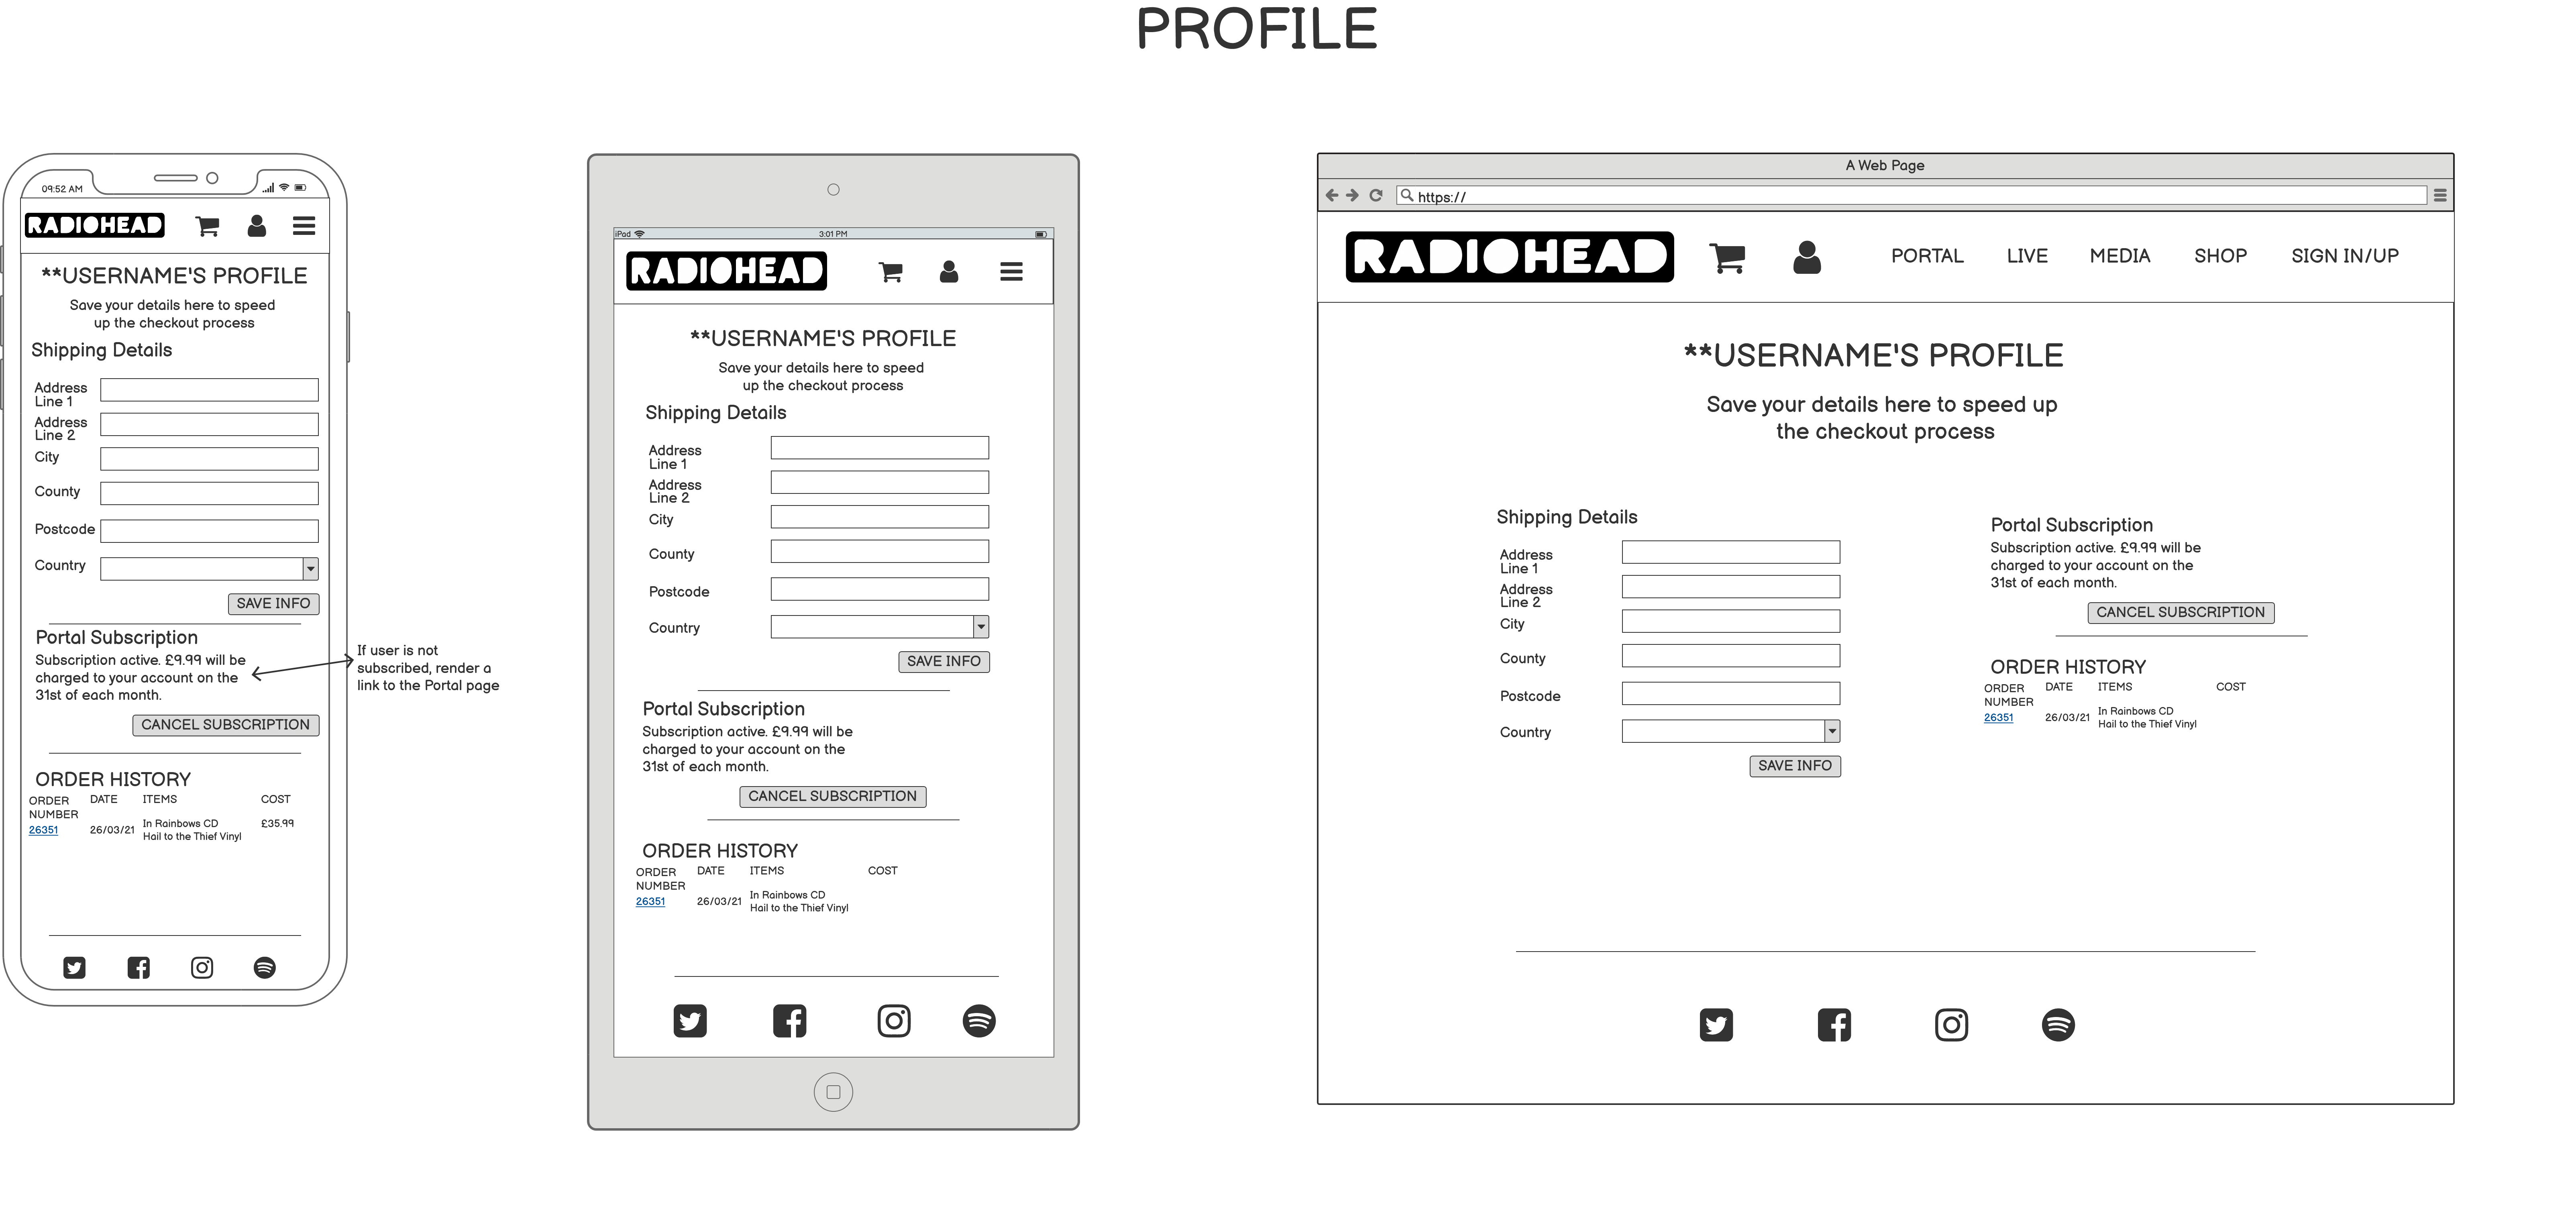 PROFILE
09:52 AM
RADIOHEAD
**USERNAME'S PROFILE
Save your details here to speed
up the checkout process
Shipping Details
Address
Line 1
Address
Line 2
City
County
Postcode
Country
SAVE INFO
Portal Subscription
Subscription active. £9.99 will be
charged to your account on the
31st of each month.
CANCEL SUBSCRIPTION
If user is not
subscribed, render a
link to the Portal page
ORDER HISTORY
ORDER NUMBER DATE ITEMS COST
26351 26/03/21 In Rainbows CD £35.99
Hail to the Thief Vinyl
iPad 3:01 PM
RADIOHEAD
**USERNAME'S PROFILE
Save your details here to speed
up the checkout process
Shipping Details
Address
Line 1
Address
Line 2
City
County
Postcode
Country
SAVE INFO
Portal Subscription
Subscription active. £9.99 will be
charged to your account on the
31st of each month.
CANCEL SUBSCRIPTION
ORDER HISTORY
ORDER NUMBER DATE ITEMS COST
26351 26/03/21 In Rainbows CD
Hail to the Thief Vinyl
A Web Page
https://
RADIOHEAD PORTAL LIVE MEDIA SHOP SIGN IN/UP
**USERNAME'S PROFILE
Save your details here to speed up
the checkout process
Shipping Details
Address
Line 1
Address
Line 2
City
County
Postcode
Country
SAVE INFO
Portal Subscription
Subscription active. £9.99 will be
charged to your account on the
31st of each month.
CANCEL SUBSCRIPTION
ORDER HISTORY
ORDER NUMBER DATE ITEMS COST
26351 26/03/21 In Rainbows CD
Hail to the Thief Vinyl